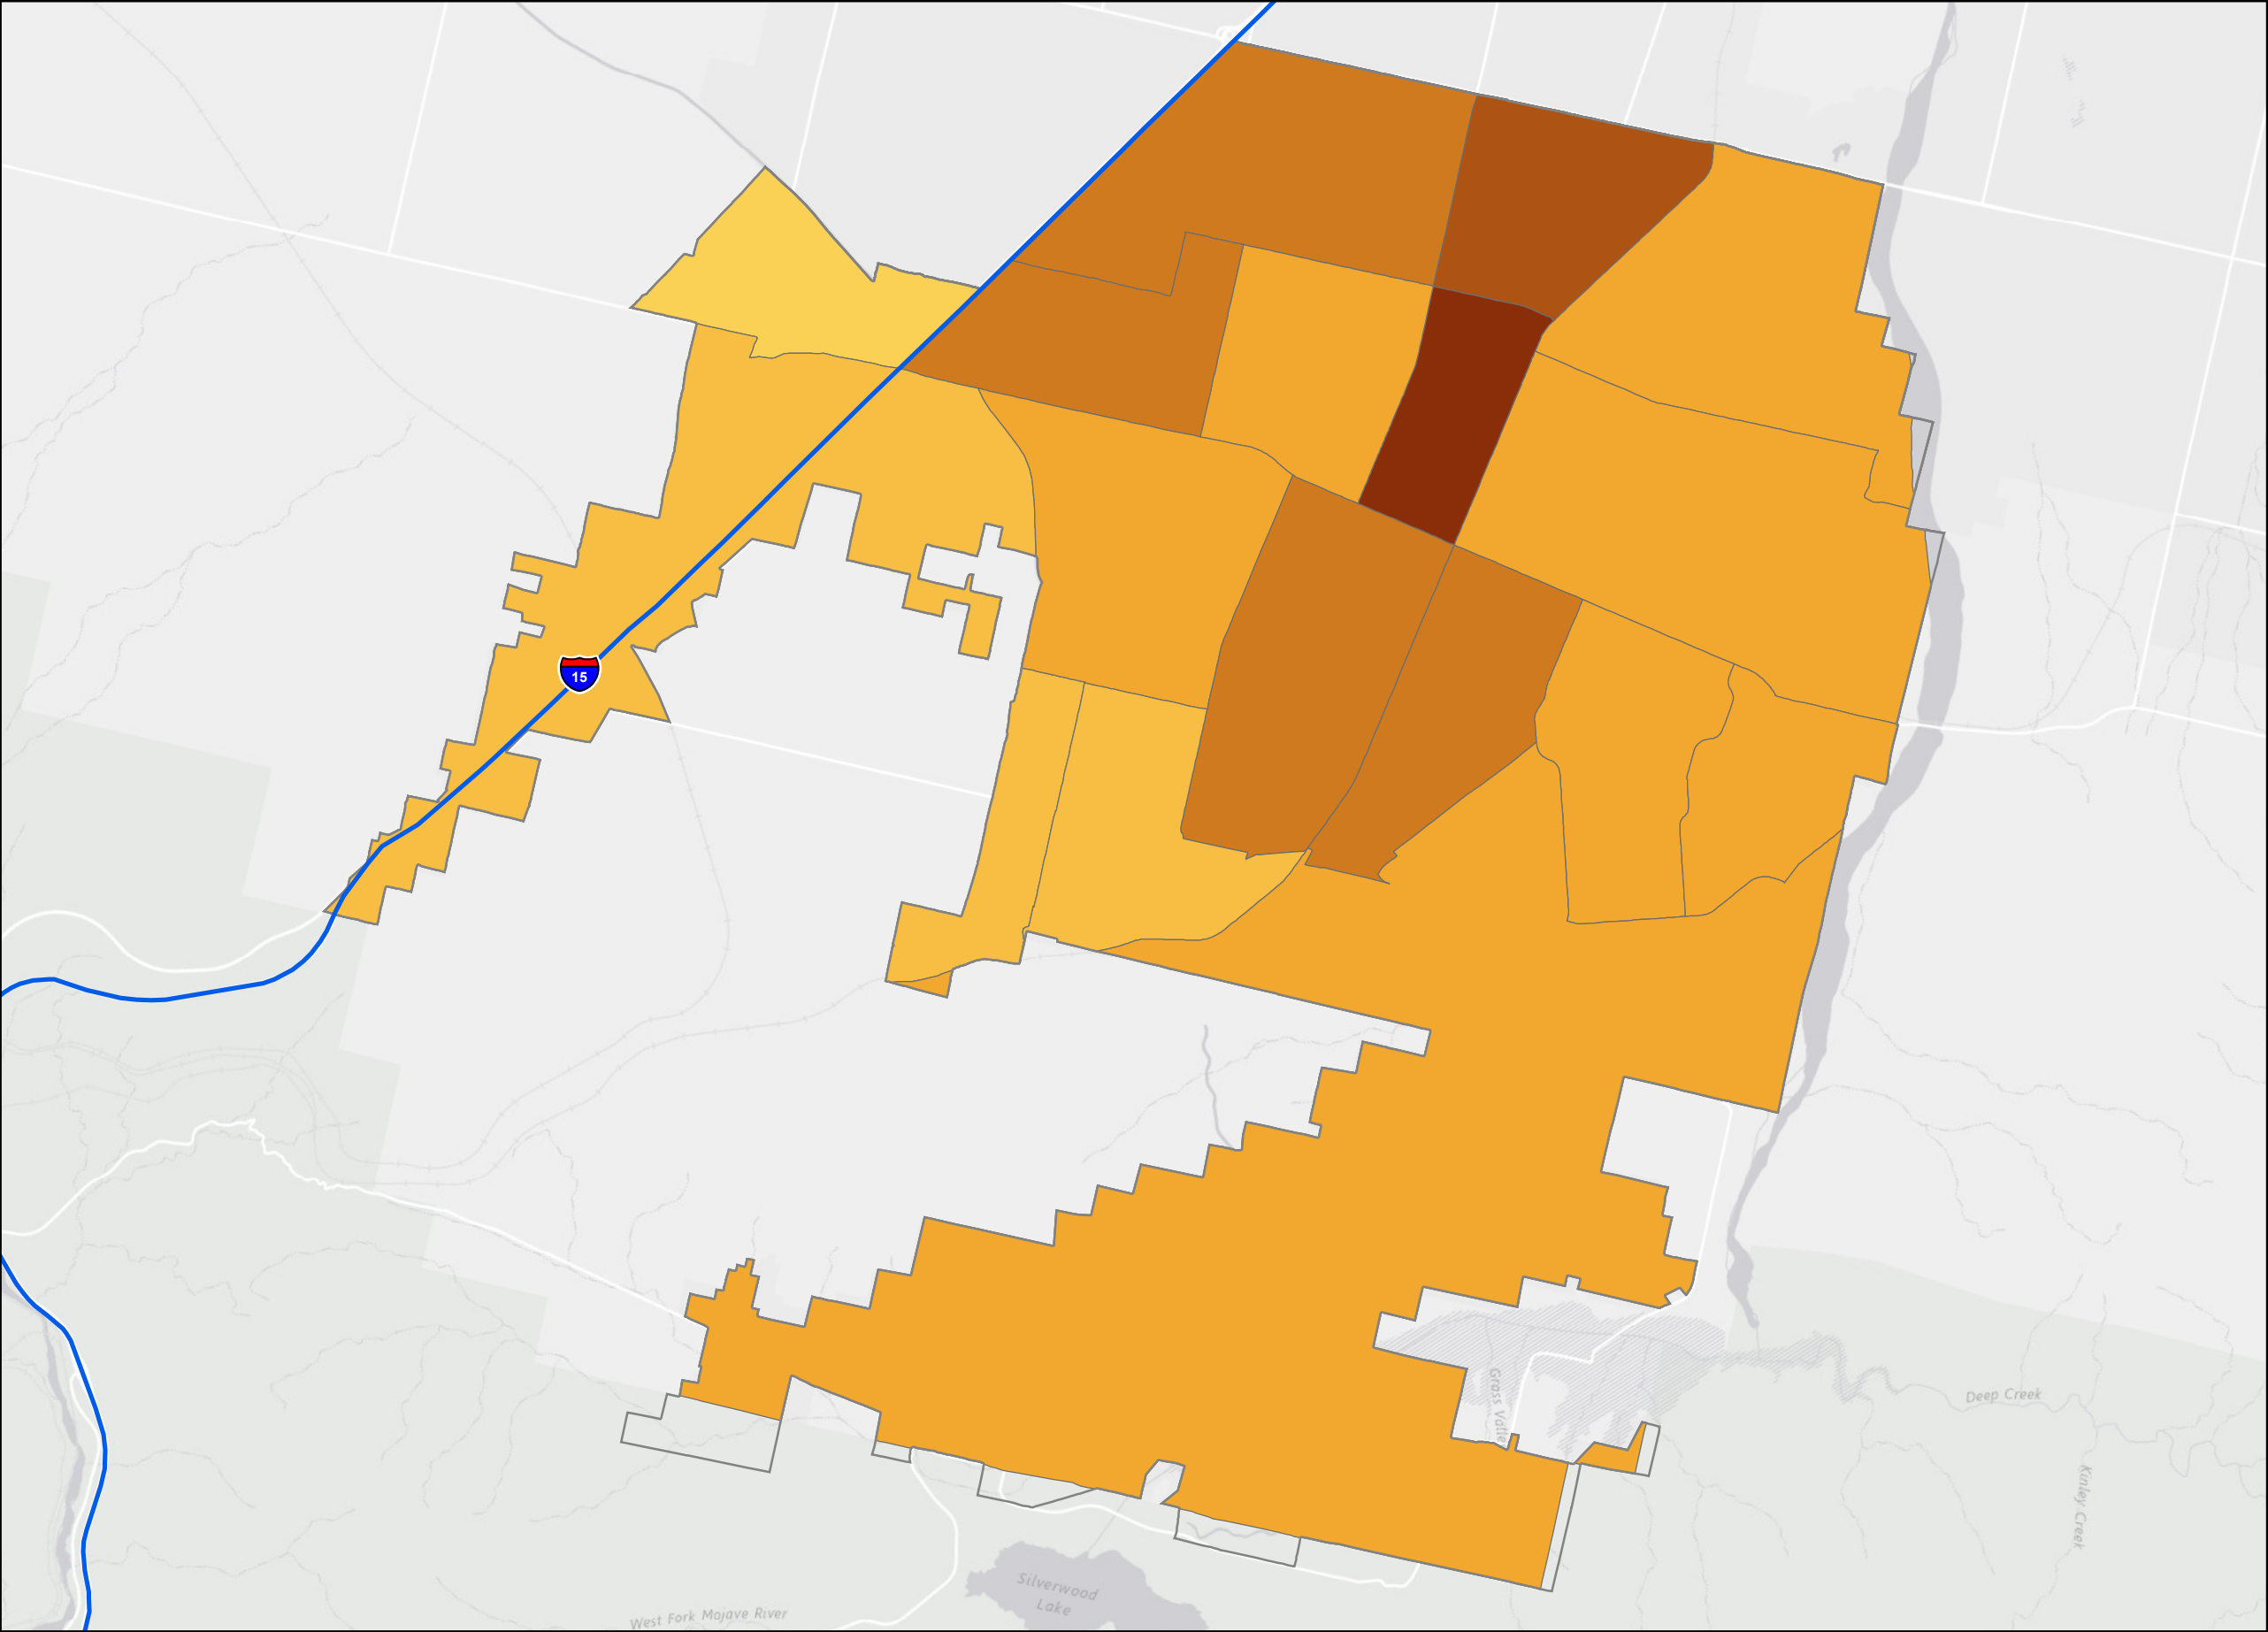 15
Grass Valle
Deep Creek
Kinley Creek
Silverwood
Lake
West Fork Mojave River